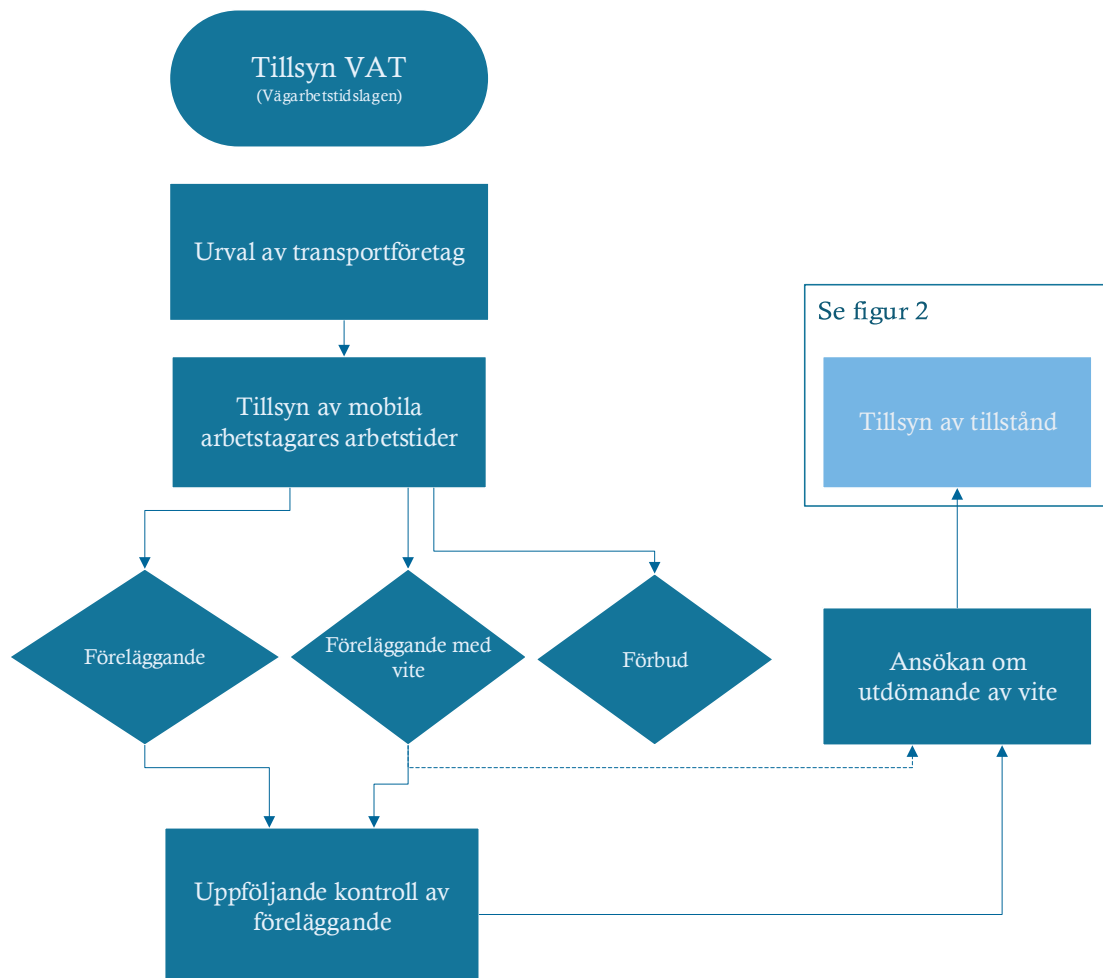 Tillsyn VAT
(Vägarbetstidslagen)
Urval av transportföretag
Se figur 2
Tillsyn av mobila
arbetstagares arbetstider
Tillsyn av tillstånd
Föreläggande
Föreläggande med
vite
Förbud
Ansökan om
utdömande av vite
Uppföljande kontroll av
föreläggande